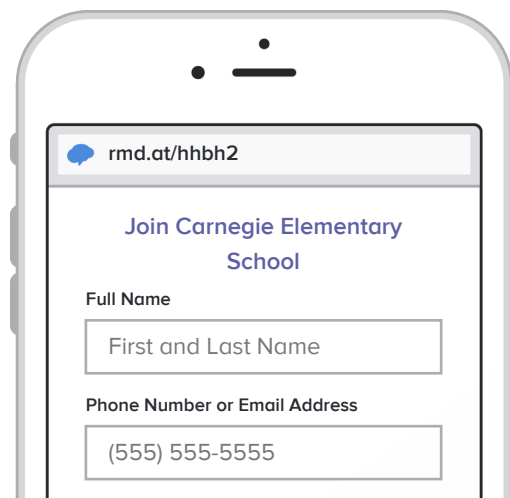 rmd.at/hhbh2
Join Carnegie Elementary
School
Full Name
First and Last Name
Phone Number or Email Address
(555) 555-5555